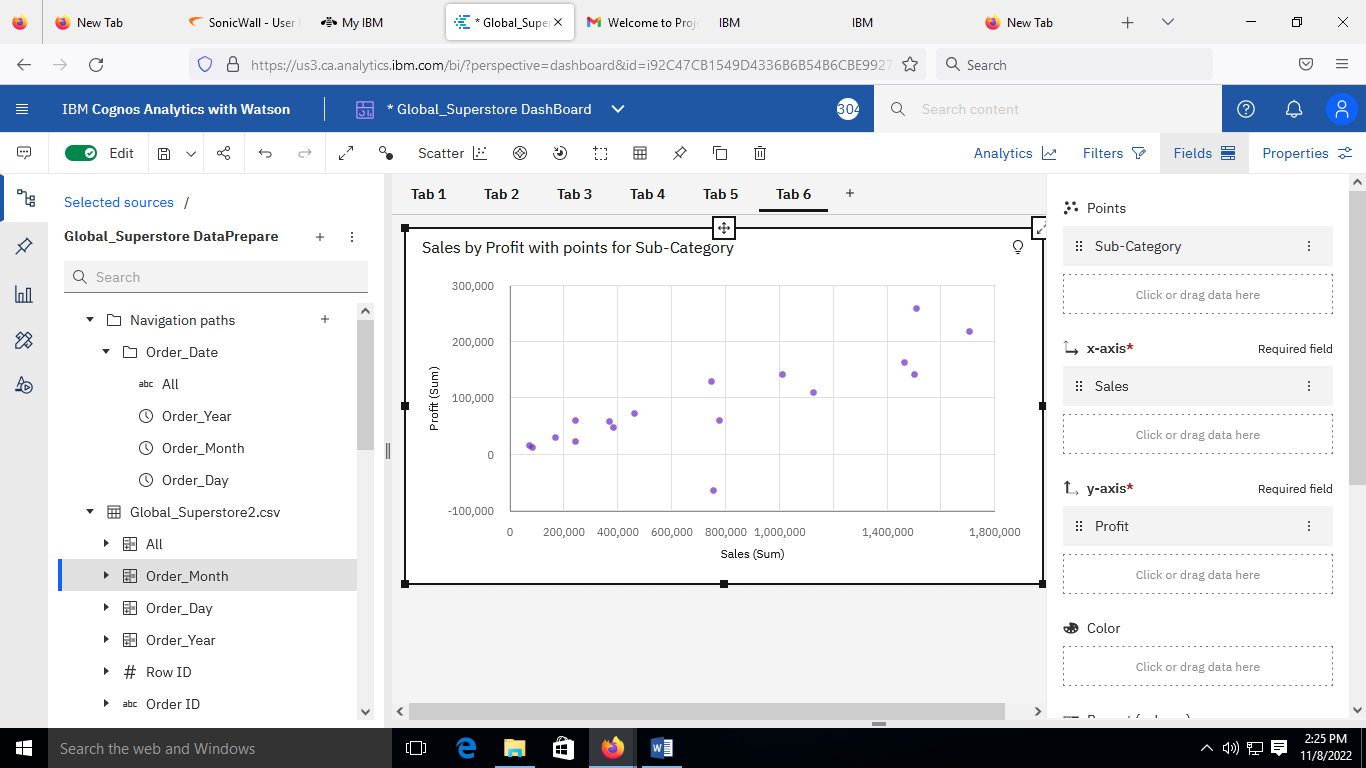 New Tab
SonicWall - User
My IBM
* Global_Super
Welcome to Proj
IBM
IBM
New Tab
https://us3.ca.analytics.ibm.com/bi/?perspective=dashboard&id=i92C47CB1549D4336B6B54B6CBE9927
Search
IBM Cognos Analytics with Watson
* Global_Superstore DashBoard
304
Search content
Edit
Scatter
Analytics
Filters
Fields
Properties
Selected sources /
Global_Superstore DataPrepare
Search
Navigation paths
Order_Date
abc All
Order_Year
Order_Month
Order_Day
Global_Superstore2.csv
All
Order_Month
Order_Day
Order_Year
# Row ID
abc Order ID
Tab 1
Tab 2
Tab 3
Tab 4
Tab 5
Tab 6
Sales by Profit with points for Sub-Category
300,000
200,000
100,000
0
-100,000
Profit (Sum)
0
200,000
400,000
600,000
800,000
1,000,000
1,400,000
1,800,000
Sales (Sum)
Points
Sub-Category
Click or drag data here
x-axis*
Required field
Sales
Click or drag data here
y-axis*
Required field
Profit
Click or drag data here
Color
Click or drag data here
Search the web and Windows
2:25 PM
11/8/2022